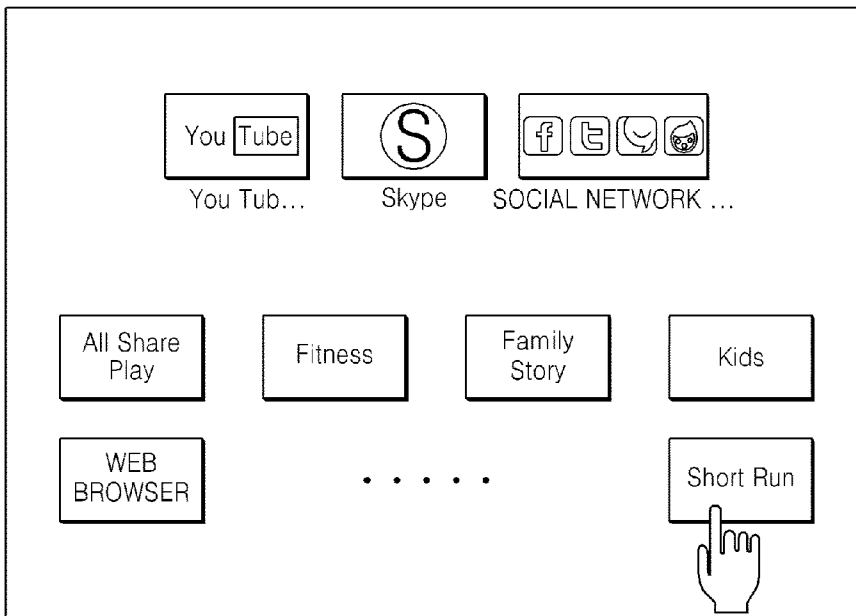 You Tube
S
f t
You Tub... Skype SOCIAL NETWORK ...
All Share
Play
Fitness
Family
Story
Kids
WEB
BROWSER
.....
Short Run